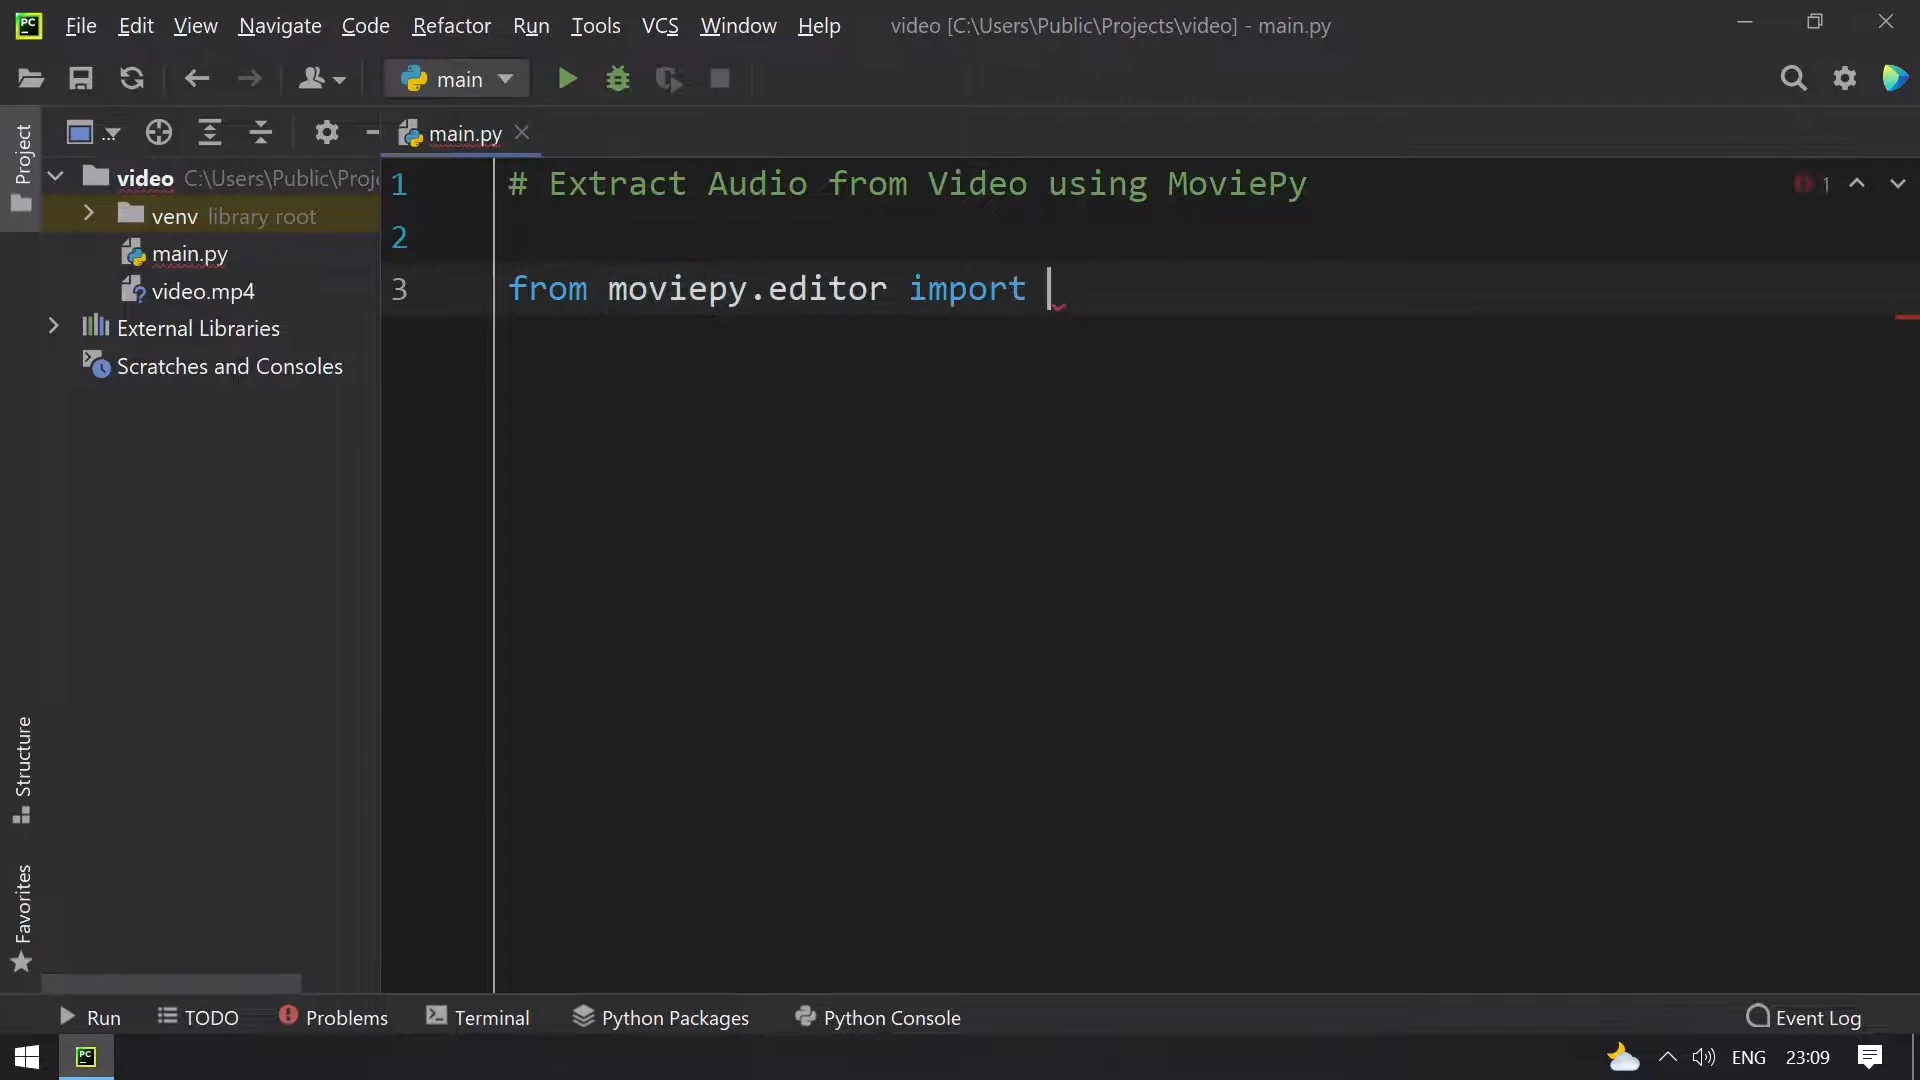 File Edit View Navigate Code Refactor Run Tools VCS Window Help video [C:\Users\Public\Projects\video] - main.py
main
Project
... main.py
video C:\Users\Public\Proj
venv library root
main.py
video.mp4
External Libraries
Scratches and Consoles
1 # Extract Audio from Video using MoviePy
2
3 from moviepy.editor import
1
Structure
Favorites
Run TODO Problems Terminal Python Packages Python Console Event Log
PC ENG 23:09